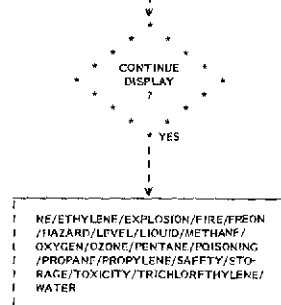 CONTINUE
DISPLAY
?
YES
NE/ETHYLENE/EXPLOSION/FIRE/FREON
/HAZARD/LEVEL/LIQUID/METHANE/
OXYGEN/OZONE/PENTANE/POISONING
/PROPANE/PROPYLENE/SAFETY/STO-
RAGE/TOXICITY/TRICHLORETHYLENE/
WATER